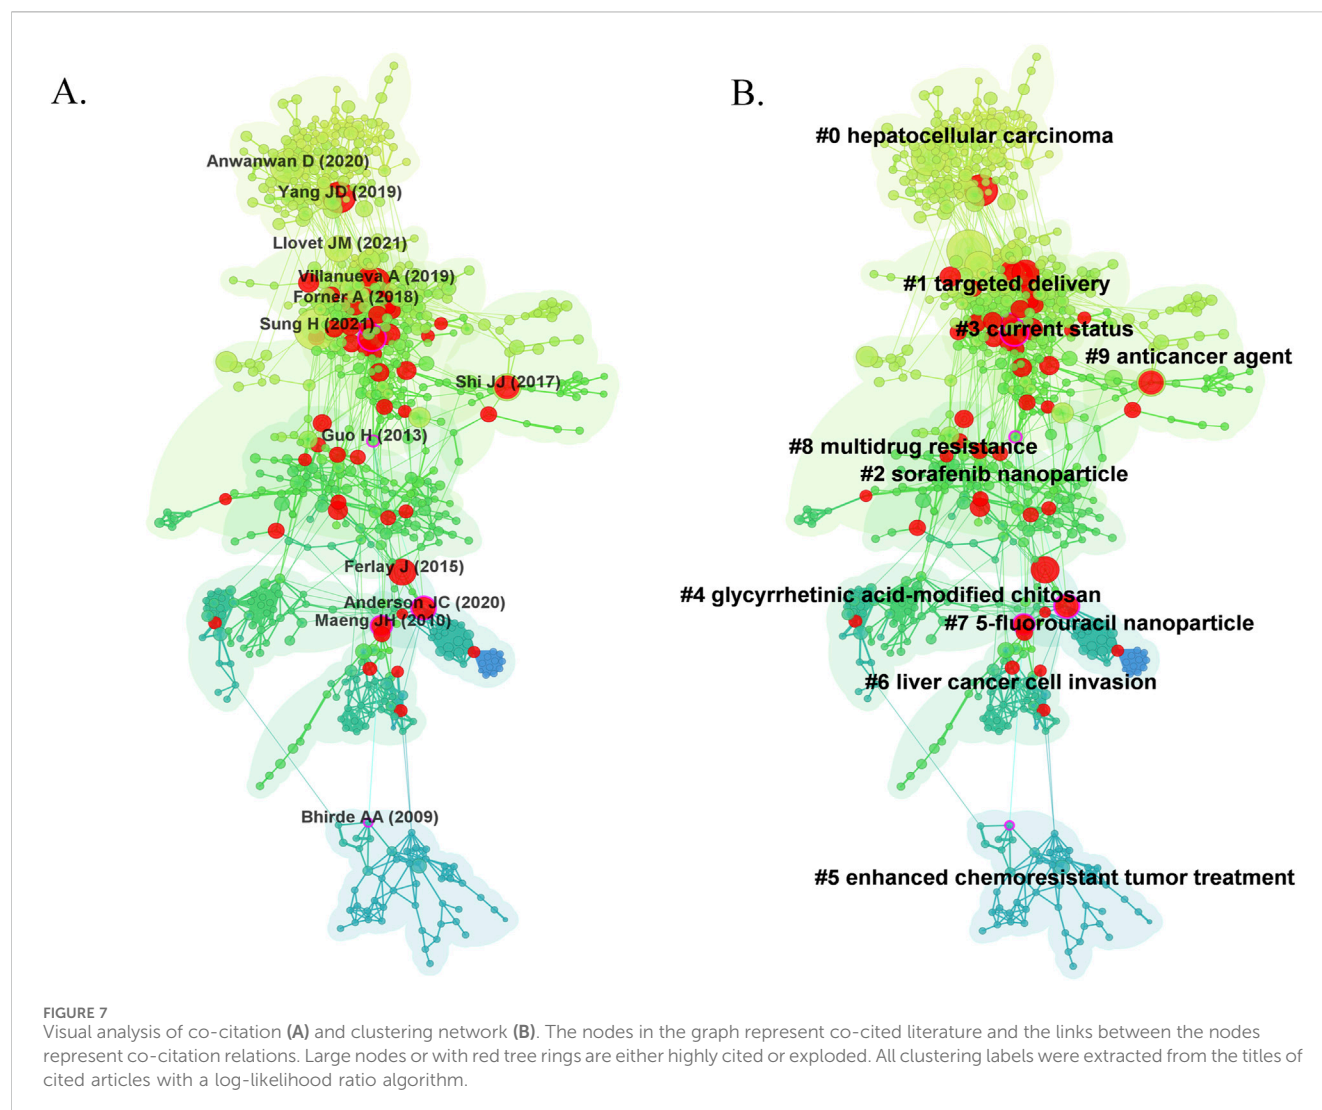 A.
Anwanwan D (2020)
Yang JD (2019)
Llovet JM (2021)
Villanueva A (2019)
Forner A (2018)
Sung H (2021)
Shi JJ (2017)
Guo H (2013)
Ferlay J (2015)
Anderson JC (2020)
Maeng JH (2010)
Bhirde AA (2009)
B.
#0 hepatocellular carcinoma
#1 targeted delivery
#3 current status
#9 anticancer agent
#8 multidrug resistance
#2 sorafenib nanoparticle
#4 glycyrrhetinic acid-modified chitosan
#7 5-fluorouracil nanoparticle
#6 liver cancer cell invasion
#5 enhanced chemoresistant tumor treatment
FIGURE 7
Visual analysis of co-citation (A) and clustering network (B). The nodes in the graph represent co-cited literature and the links between the nodes
represent co-citation relations. Large nodes or with red tree rings are either highly cited or exploded. All clustering labels were extracted from the titles of
cited articles with a log-likelihood ratio algorithm.